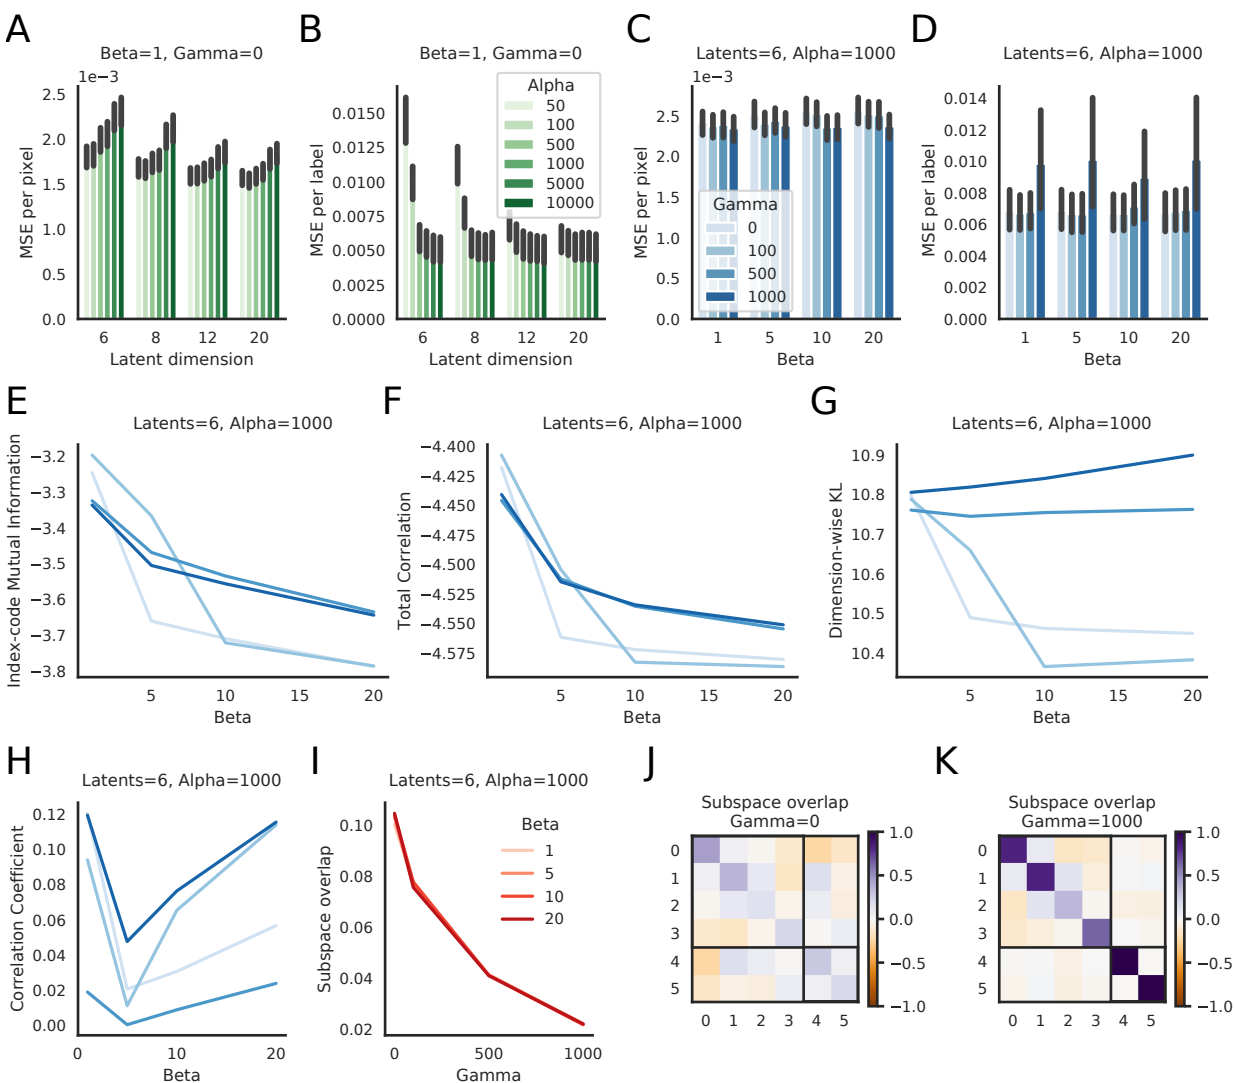 A
Beta=1, Gamma=0
1e−3
MSE per pixel
2.5
2.0
1.5
1.0
0.5
0.0
6 8 12 20
Latent dimension
B
Beta=1, Gamma=0
MSE per label
0.0150
0.0125
0.0100
0.0075
0.0050
0.0025
0.0000
Alpha
50
100
500
1000
5000
10000
6 8 12 20
Latent dimension
C
Latents=6, Alpha=1000
1e−3
MSE per pixel
2.5
2.0
1.5
1.0
0.5
0.0
Gamma
0
100
500
1000
1 5 10 20
Beta
D
Latents=6, Alpha=1000
MSE per label
0.014
0.012
0.010
0.008
0.006
0.004
0.002
0.000
1 5 10 20
Beta
E
Latents=6, Alpha=1000
Index-code Mutual Information
−3.2
−3.3
−3.4
−3.5
−3.6
−3.7
−3.8
5 10 15 20
Beta
F
Latents=6, Alpha=1000
Total Correlation
−4.400
−4.425
−4.450
−4.475
−4.500
−4.525
−4.550
−4.575
5 10 15 20
Beta
G
Latents=6, Alpha=1000
Dimension-wise KL
10.9
10.8
10.7
10.6
10.5
10.4
5 10 15 20
Beta
H
Latents=6, Alpha=1000
Correlation Coefficient
0.12
0.10
0.08
0.06
0.04
0.02
0.00
0 10 20
Beta
I
Latents=6, Alpha=1000
Subspace overlap
0.10
0.08
0.06
0.04
0.02
Beta
1
5
10
20
0 500 1000
Gamma
J
Subspace overlap
Gamma=0
0
1
2
3
4
5
0 1 2 3 4 5
1.0
0.5
0.0
−0.5
−1.0
K
Subspace overlap
Gamma=1000
0
1
2
3
4
5
0 1 2 3 4 5
1.0
0.5
0.0
−0.5
−1.0